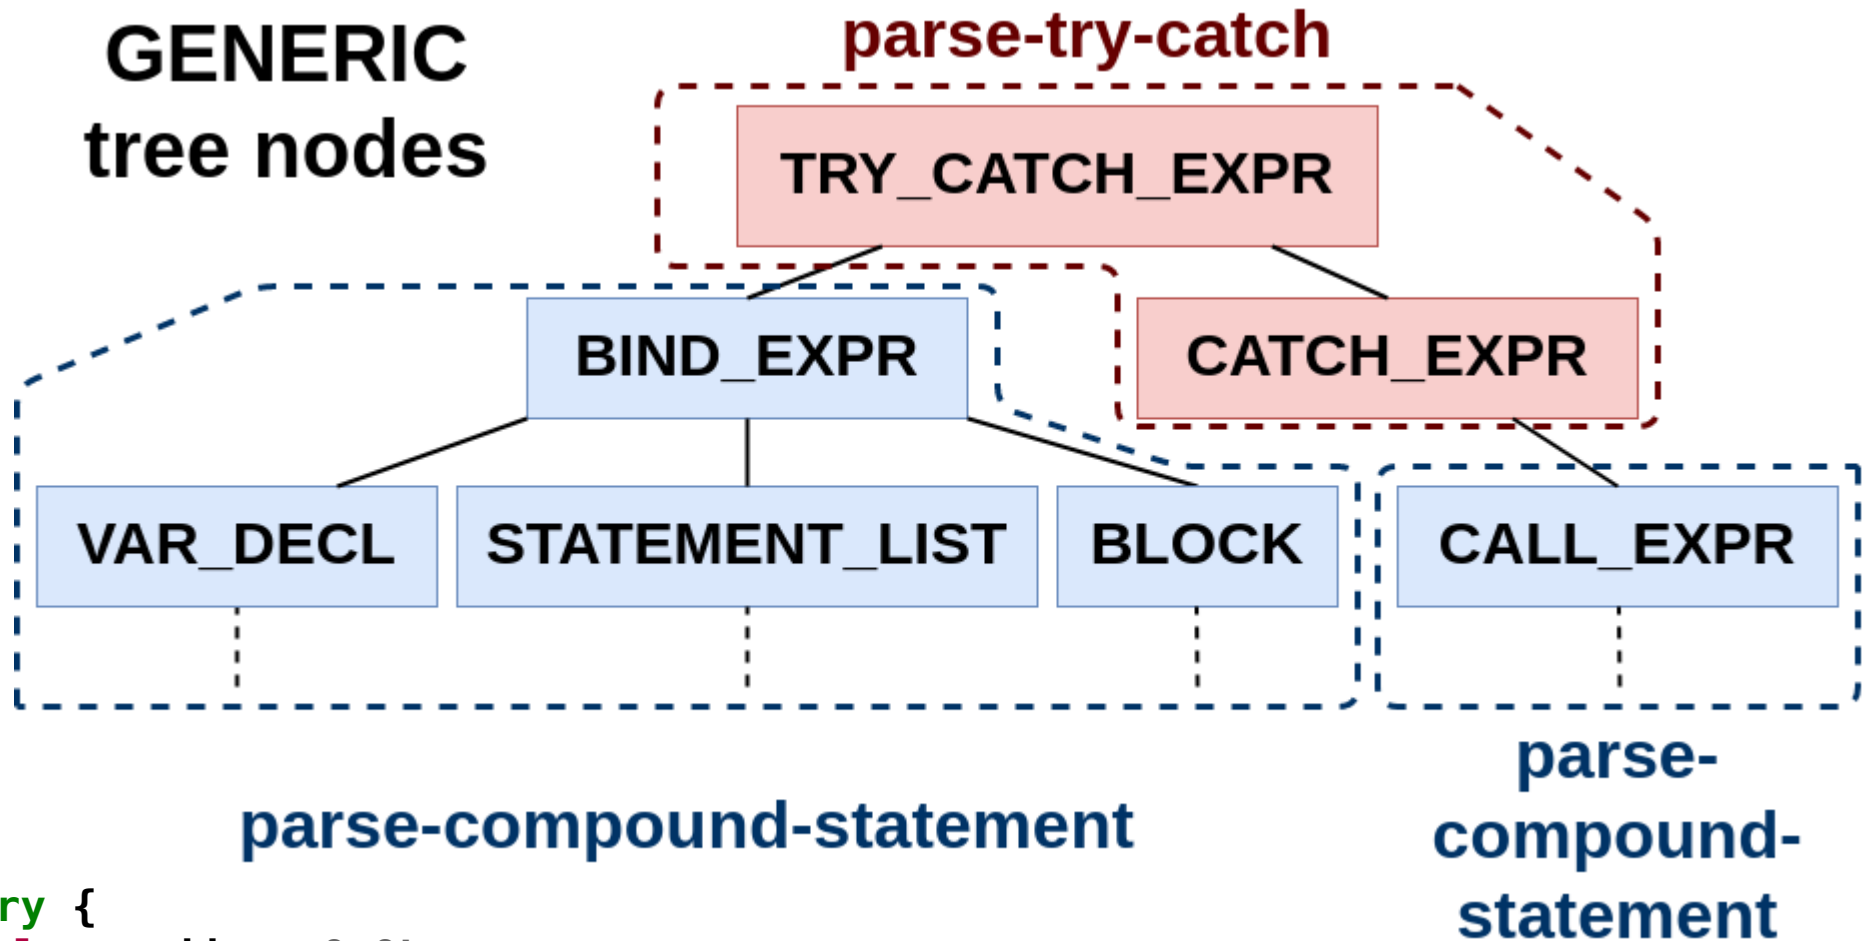 GENERIC
tree nodes
parse-try-catch
TRY_CATCH_EXPR
BIND_EXPR
CATCH_EXPR
VAR_DECL
STATEMENT_LIST
BLOCK
CALL_EXPR
parse-compound-statement
parse-
compound-
statement
ry {